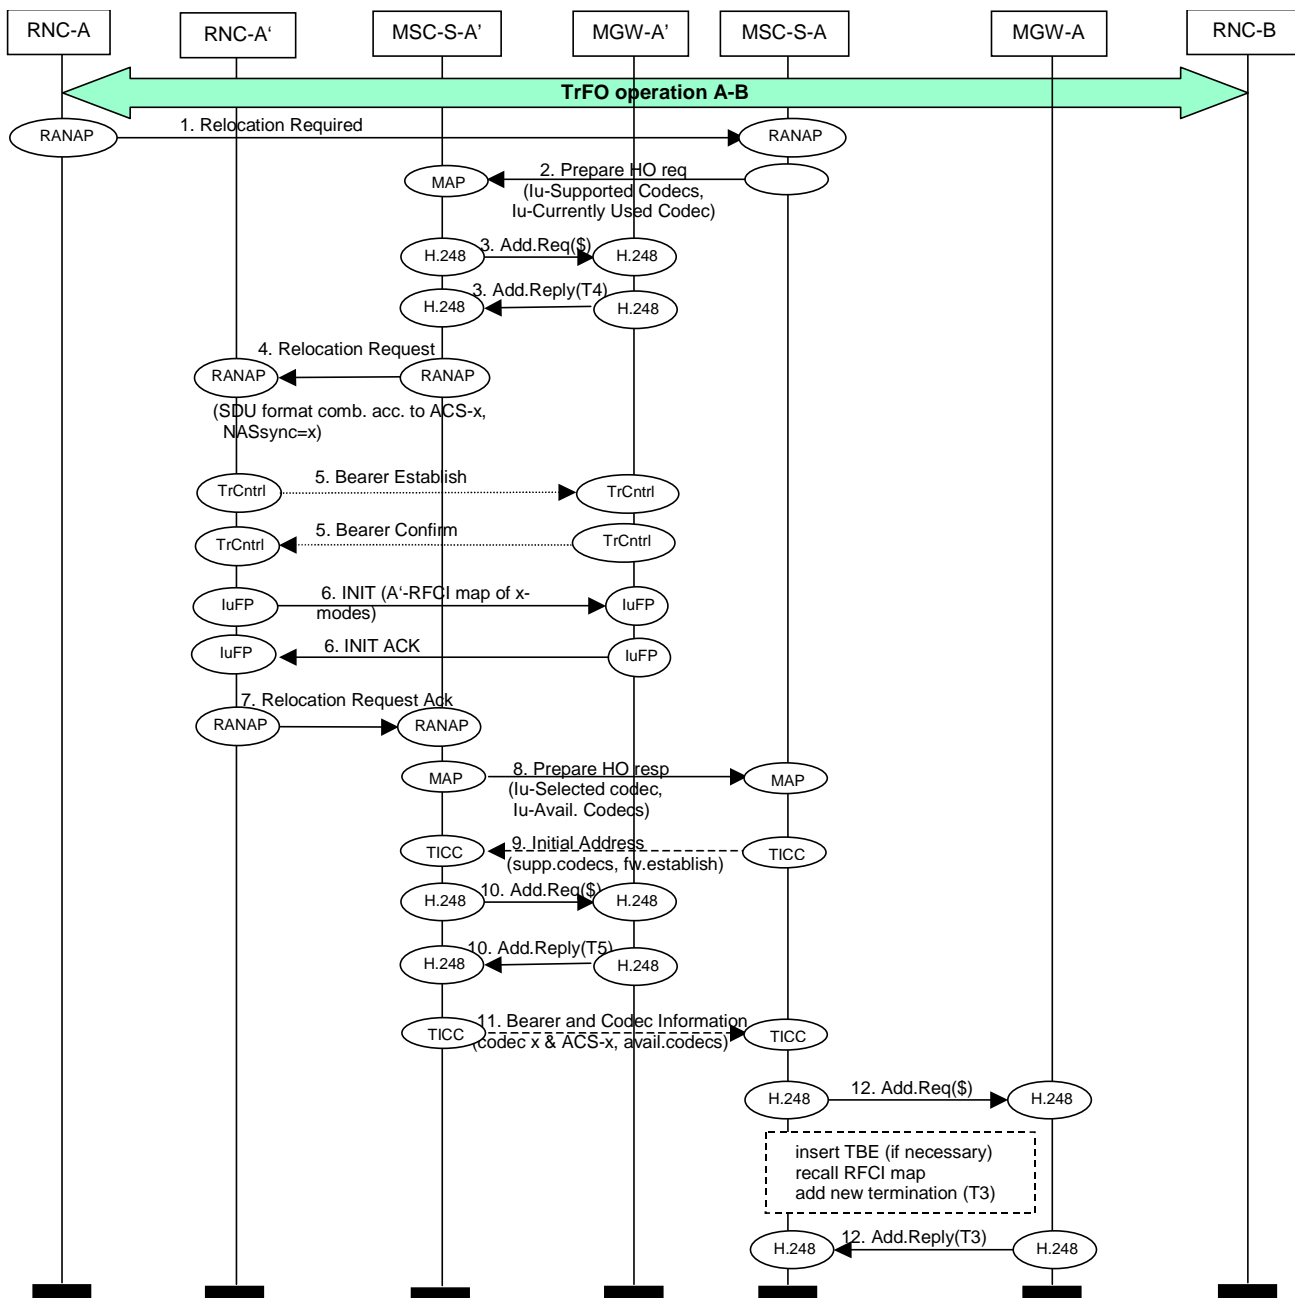 RNC-A
RNC-A‘
MSC-S-A’
MGW-A’
MSC-S-A
MGW-A
RNC-B
TrFO operation A-B
RANAP
1. Relocation Required
RANAP
MAP
2. Prepare HO req
(Iu-Supported Codecs,
Iu-Currently Used Codec)
H.248
3. Add.Req($)
H.248
H.248
3. Add.Reply(T4)
H.248
4. Relocation Request
RANAP
RANAP
(SDU format comb. acc. to ACS-x,
NASsync=x)
TrCntrl
5. Bearer Establish
TrCntrl
TrCntrl
5. Bearer Confirm
TrCntrl
IuFP
6. INIT (A‘-RFCI map of x-
modes)
IuFP
IuFP
6. INIT ACK
IuFP
7. Relocation Request Ack
RANAP
RANAP
MAP
8. Prepare HO resp
(Iu-Selected codec,
Iu-Avail. Codecs)
MAP
TICC
9. Initial Address
(supp.codecs, fw.establish)
TICC
H.248
10. Add.Req($)
H.248
H.248
10. Add.Reply(T5)
H.248
TICC
11. Bearer and Codec Information
(codec x & ACS-x, avail.codecs)
TICC
H.248
12. Add.Req($)
H.248
insert TBE (if necessary)
recall RFCI map
add new termination (T3)
H.248
12. Add.Reply(T3)
H.248